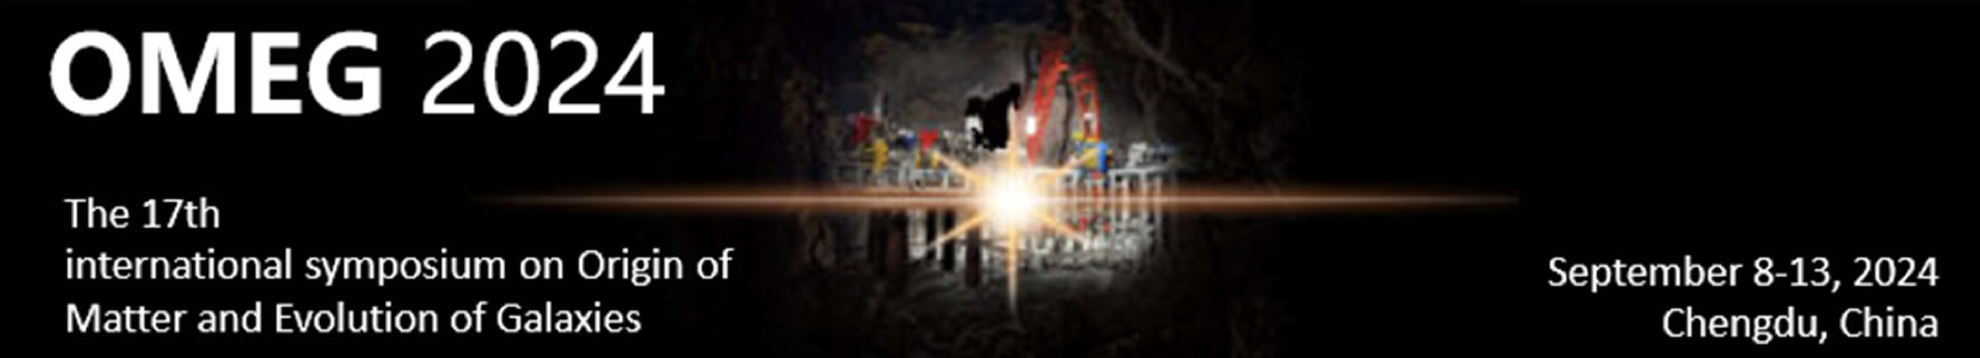 OMEG 2024
The 17th
international symposium on Origin of
Matter and Evolution of Galaxies
September 8-13, 2024
Chengdu, China